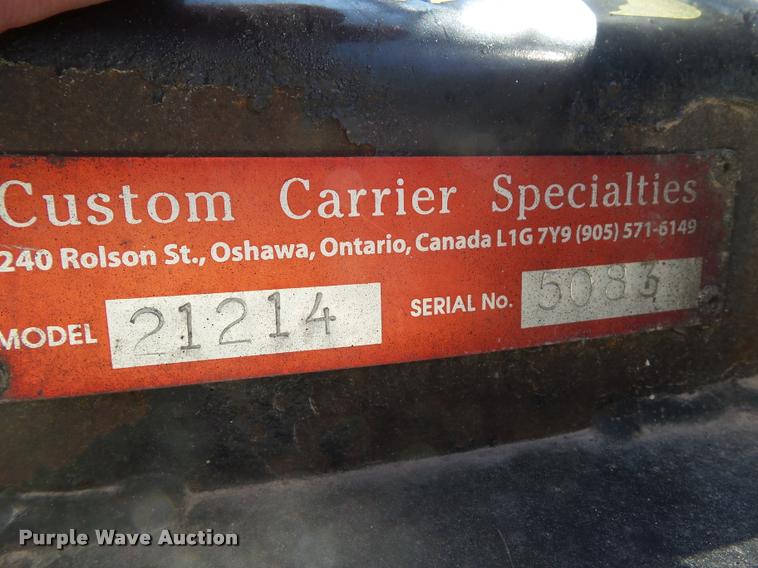 Custom Carrier Specialties
240 Rolson St., Oshawa, Ontario, Canada L1G 7Y9 (905) 571-6149
MODEL 21214 SERIAL No. 5083
Purple Wave Auction